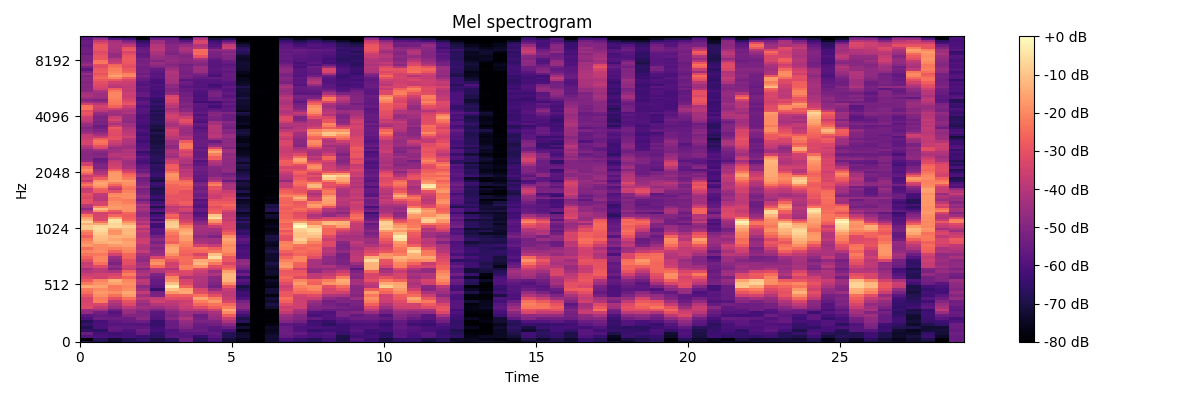 Mel spectrogram
+0 dB
8192
-10 dB
-20 dB
4096
-30 dB
2048
-40 dB
Hz
-50 dB
1024
-60 dB
512
-70 dB
0
-80 dB
0 5 10 15 20 25
Time